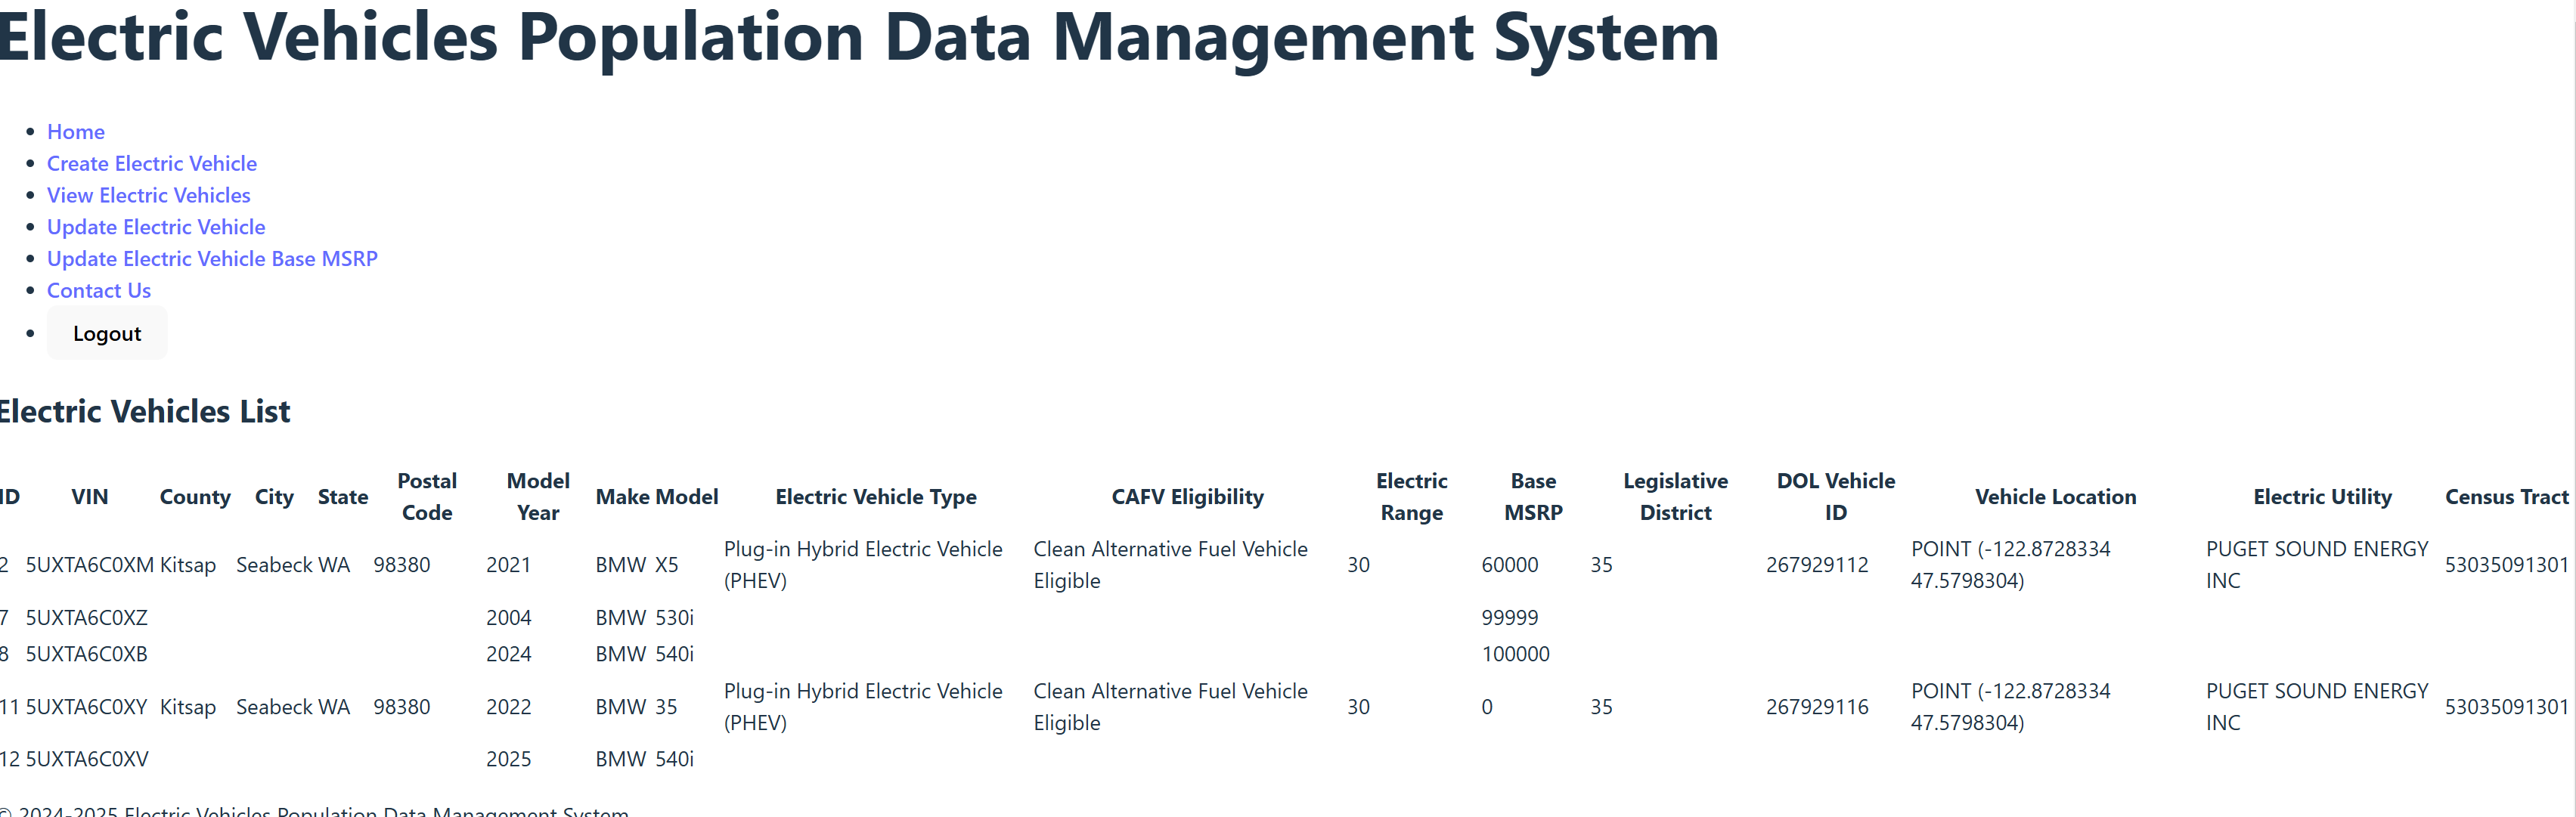 Electric Vehicles Population Data Management System
Home
Create Electric Vehicle
View Electric Vehicles
Update Electric Vehicle
Update Electric Vehicle Base MSRP
Contact Us
Logout
Electric Vehicles List
ID VIN County City State Postal Code Model Year Make Model Electric Vehicle Type CAFV Eligibility Electric Range Base MSRP Legislative District DOL Vehicle ID Vehicle Location Electric Utility Census Tract
2 5UXTA6C0XM Kitsap Seabeck WA 98380 2021 BMW X5 Plug-in Hybrid Electric Vehicle (PHEV) Clean Alternative Fuel Vehicle Eligible 30 60000 35 267929112 POINT (-122.8728334 47.5798304) PUGET SOUND ENERGY INC 53035091301
7 5UXTA6C0XZ 2004 BMW 530i 99999
8 5UXTA6C0XB 2024 BMW 540i 100000
11 5UXTA6C0XY Kitsap Seabeck WA 98380 2022 BMW 35 Plug-in Hybrid Electric Vehicle (PHEV) Clean Alternative Fuel Vehicle Eligible 30 0 35 267929116 POINT (-122.8728334 47.5798304) PUGET SOUND ENERGY INC 53035091301
12 5UXTA6C0XV 2025 BMW 540i
© 2024-2025 Electric Vehicles Population Data Management System